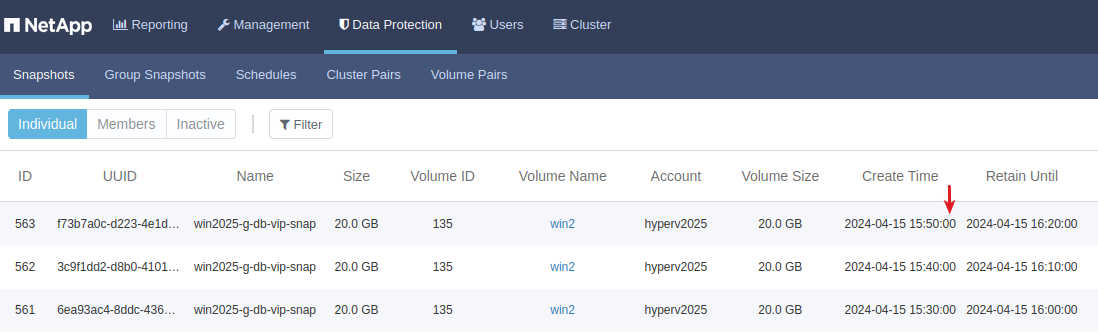 NetApp Reporting Management Data Protection Users Cluster
Snapshots Group Snapshots Schedules Cluster Pairs Volume Pairs
Individual Members Inactive Filter
ID UUID Name Size Volume ID Volume Name Account Volume Size Create Time Retain Until
563 f73b7a0c-d223-4e1d… win2025-g-db-vip-snap 20.0 GB 135 win2 hyperv2025 20.0 GB 2024-04-15 15:50:00 2024-04-15 16:20:00
562 3c9f1dd2-d8b0-4101… win2025-g-db-vip-snap 20.0 GB 135 win2 hyperv2025 20.0 GB 2024-04-15 15:40:00 2024-04-15 16:10:00
561 6ea93ac4-8ddc-436… win2025-g-db-vip-snap 20.0 GB 135 win2 hyperv2025 20.0 GB 2024-04-15 15:30:00 2024-04-15 16:00:00